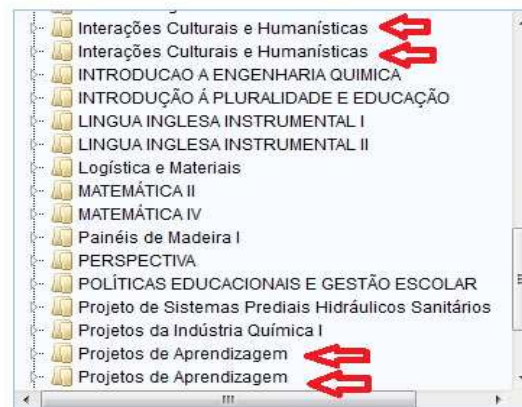 Interações Culturais e Humanísticas
Interações Culturais e Humanísticas
INTRODUCAO A ENGENHARIA QUIMICA
INTRODUÇÃO Á PLURALIDADE E EDUCAÇÃO
LINGUA INGLESA INSTRUMENTAL I
LINGUA INGLESA INSTRUMENTAL II
Logística e Materiais
MATEMÁTICA II
MATEMÁTICA IV
Painéis de Madeira I
PERSPECTIVA
POLÍTICAS EDUCACIONAIS E GESTÃO ESCOLAR
Projeto de Sistemas Prediais Hidráulicos Sanitários
Projetos da Indústria Química I
Projetos de Aprendizagem
Projetos de Aprendizagem